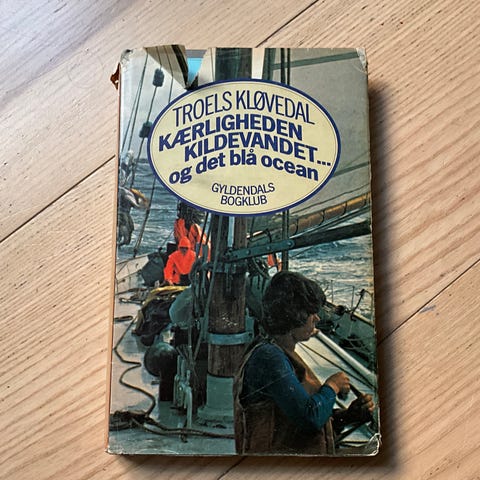 TROELS KLØVEDAL
KÆRLIGHEDEN
KILDEVANDET...
og det blå ocean
GYLDENDALS
BOGKLUB